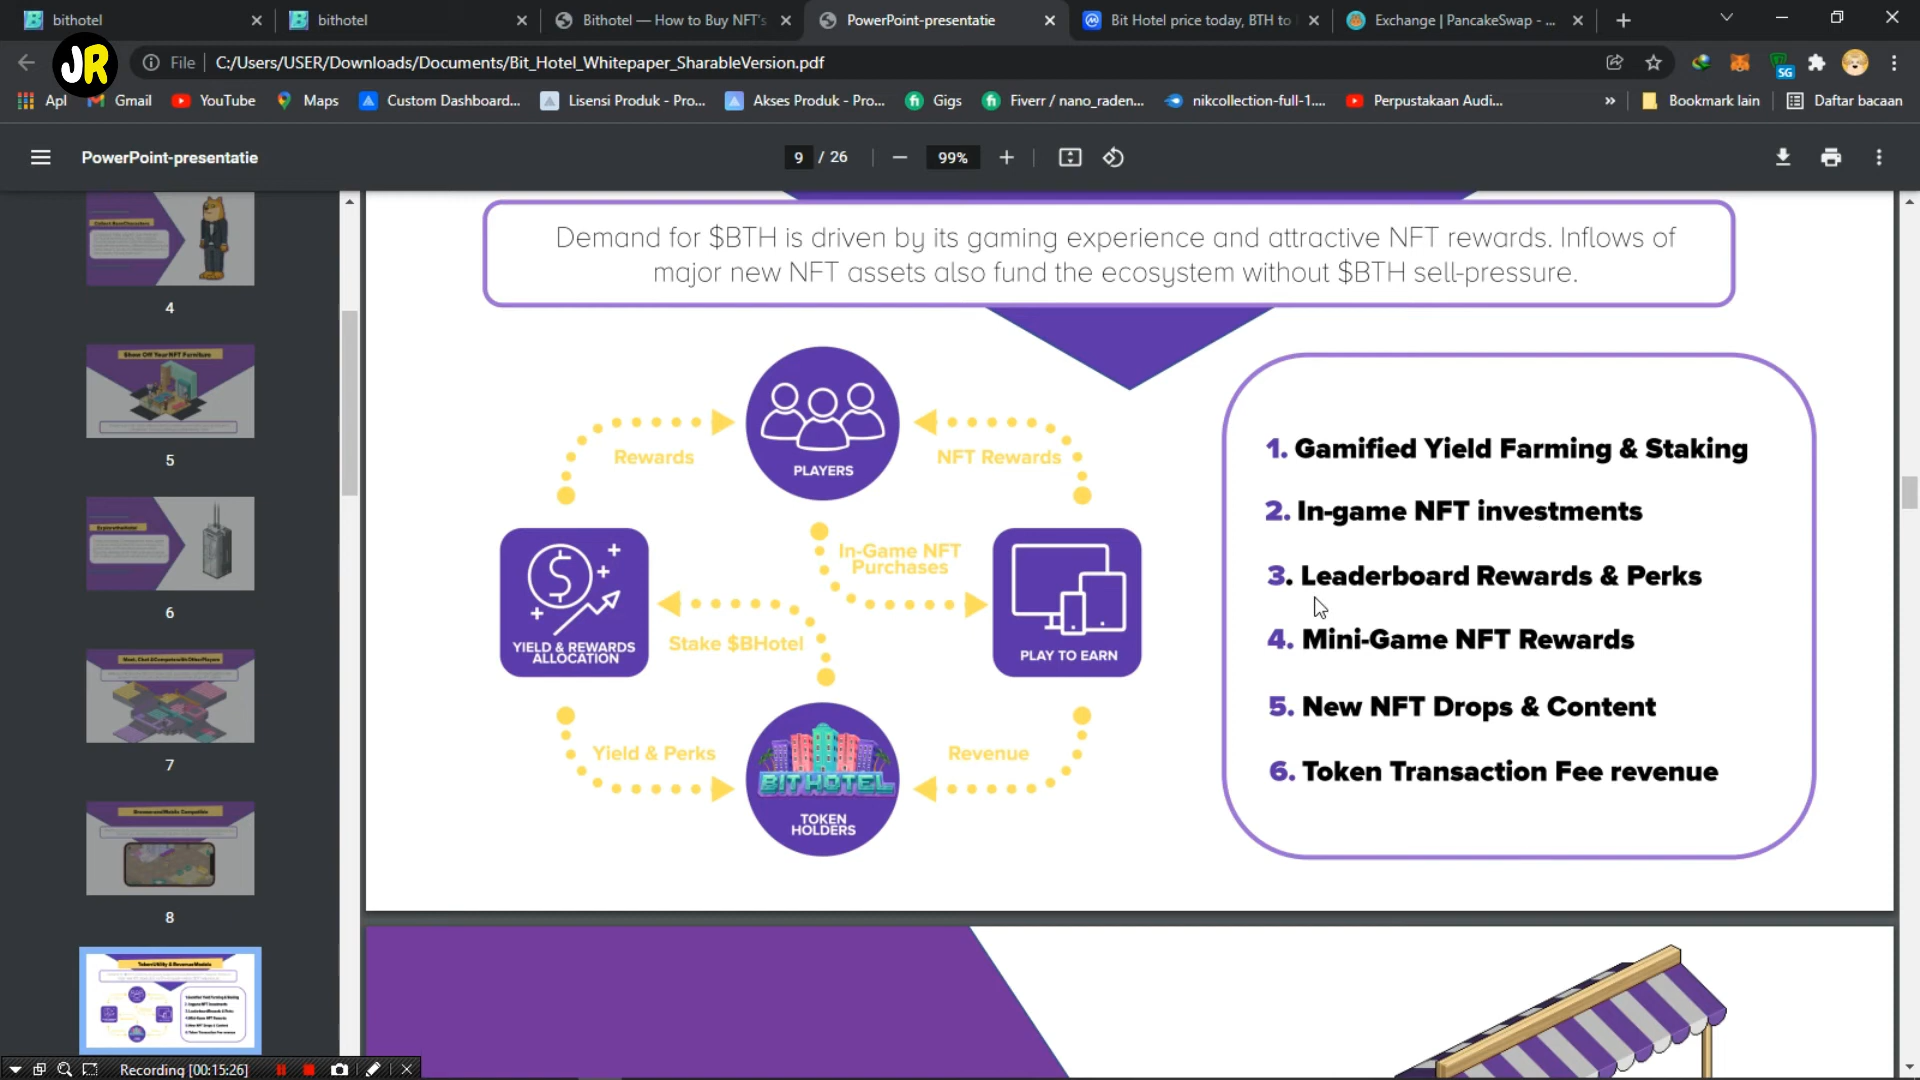 bithotel
bithotel
Bithotel — How to Buy NFT's
PowerPoint-presentatie
Bit Hotel price today, BTH to
Exchange | PancakeSwap - ...
JR
File
C:/Users/USER/Downloads/Documents/Bit_Hotel_Whitepaper_SharableVersion.pdf
SG
Apl
Gmail
YouTube
Maps
Custom Dashboard...
Lisensi Produk - Pro...
Akses Produk - Pro...
Gigs
Fiverr / nano_raden...
nikcollection-full-1....
Perpustakaan Audi...
»
Bookmark lain
Daftar bacaan
PowerPoint-presentatie
9 / 26
99%
4
Show Off Your NFT Furniture
5
6
7
8
Demand for $BTH is driven by its gaming experience and attractive NFT rewards. Inflows of
major new NFT assets also fund the ecosystem without $BTH sell-pressure.
PLAYERS
Rewards
NFT Rewards
In-Game NFT
Purchases
YIELD & REWARDS
ALLOCATION
Stake $BHotel
PLAY TO EARN
Yield & Perks
Revenue
BIT HOTEL
TOKEN
HOLDERS
1. Gamified Yield Farming & Staking
2. In-game NFT investments
3. Leaderboard Rewards & Perks
4. Mini-Game NFT Rewards
5. New NFT Drops & Content
6. Token Transaction Fee revenue
Recording [00:15:26]